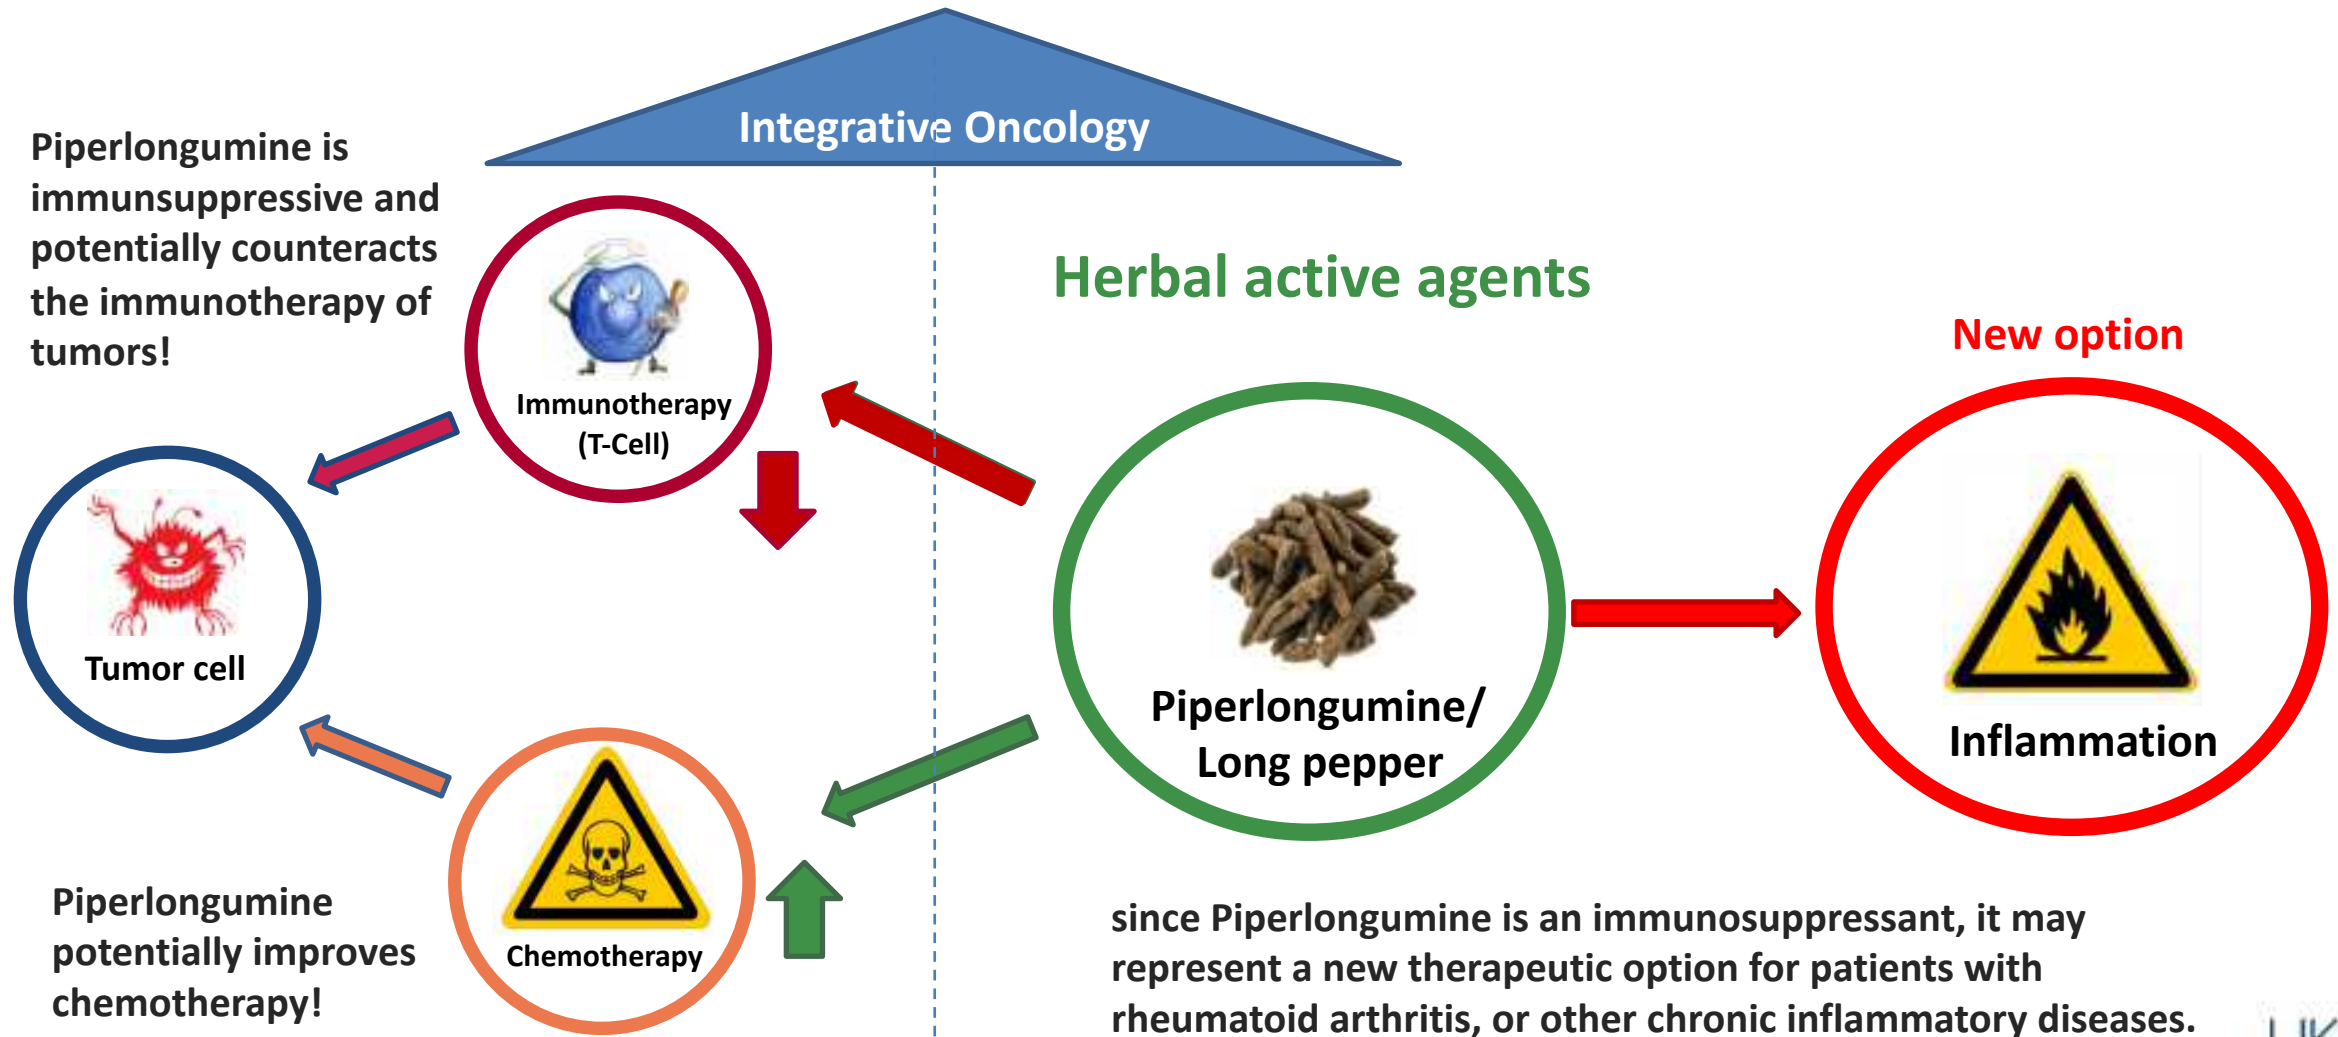 Integrative Oncology
Piperlongumine is
immunsuppressive and
potentially counteracts
the immunotherapy of
tumors!
Herbal active agents
New option
Immunotherapy
(T-Cell)
Tumor cell
Piperlongumine/
Long pepper
Inflammation
Piperlongumine
potentially improves
chemotherapy!
Chemotherapy
since Piperlongumine is an immunosuppressant, it may
represent a new therapeutic option for patients with
rheumatoid arthritis, or other chronic inflammatory diseases.